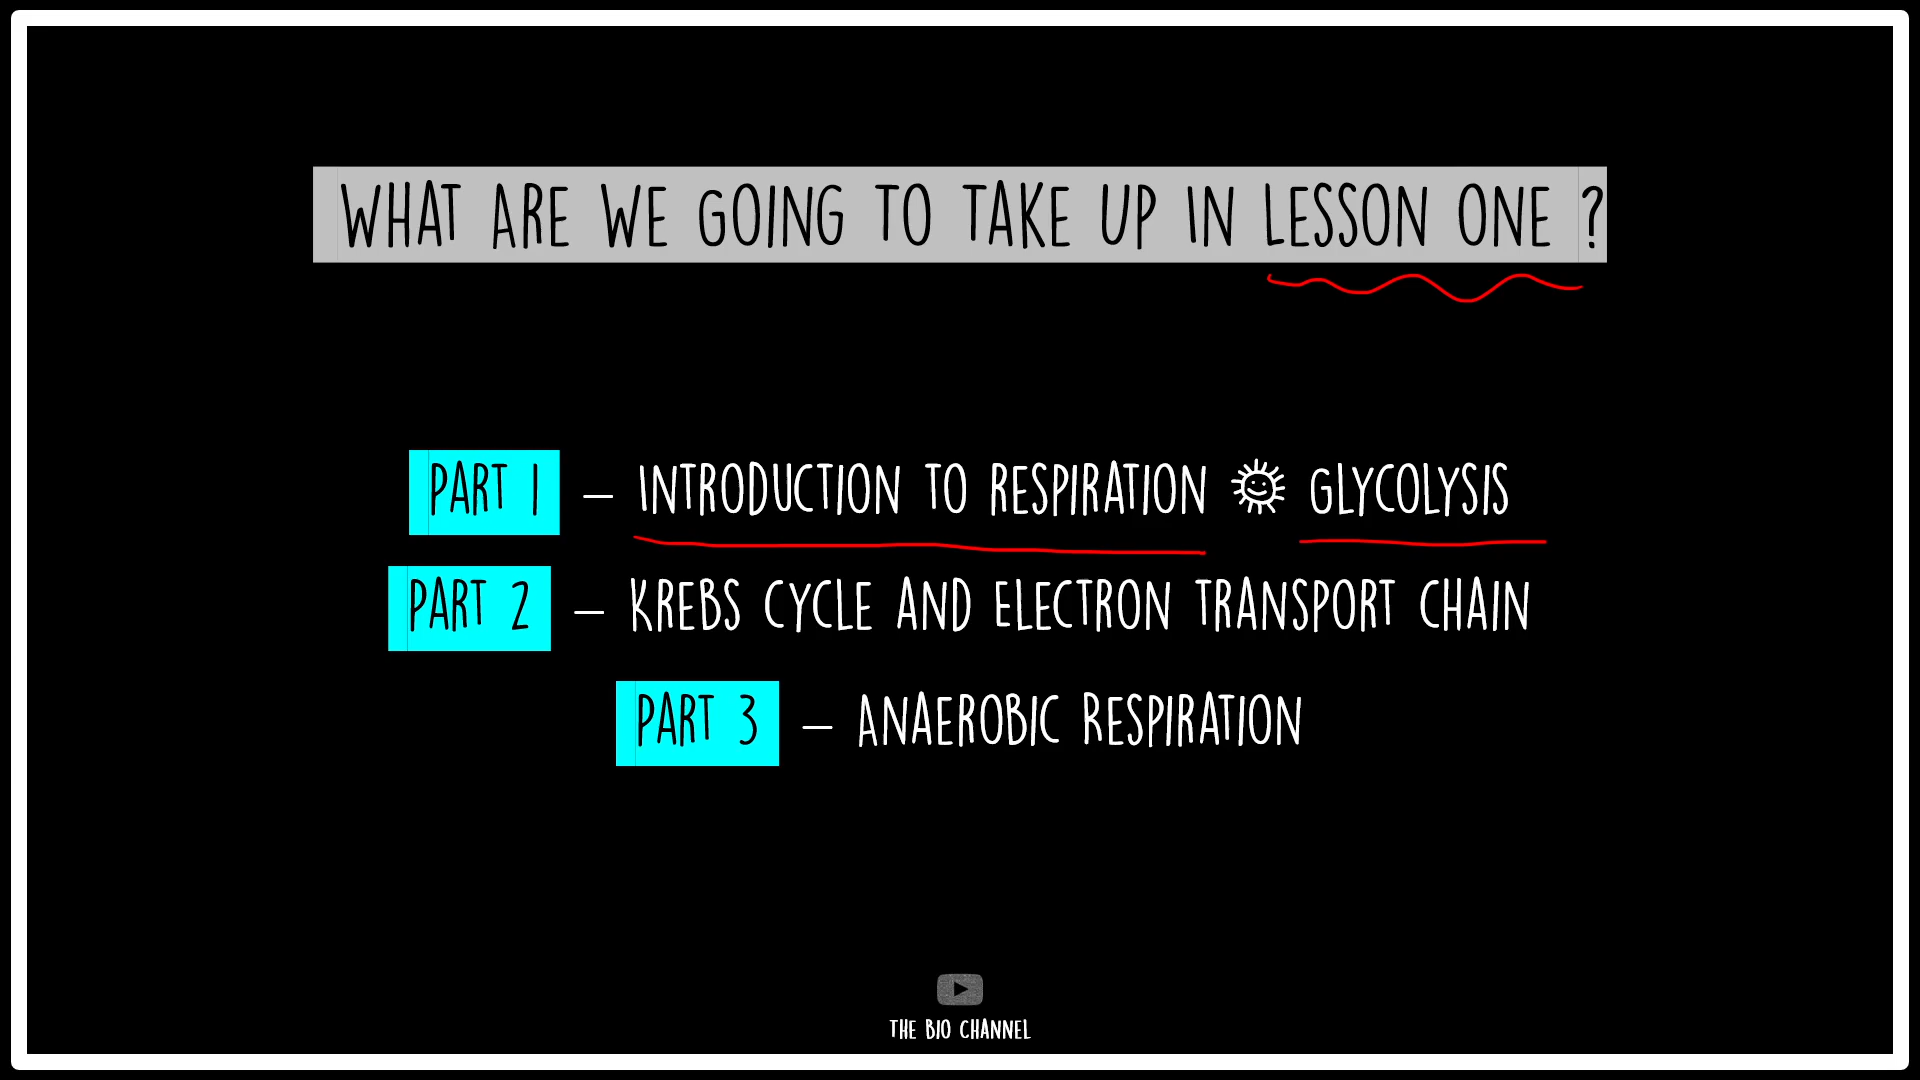 WHAT ARE WE GOING TO TAKE UP IN LESSON ONE ?
PART 1 – INTRODUCTION TO RESPIRATION GLYCOLYSIS
PART 2 – KREBS CYCLE AND ELECTRON TRANSPORT CHAIN
PART 3 – ANAEROBIC RESPIRATION
THE BIO CHANNEL